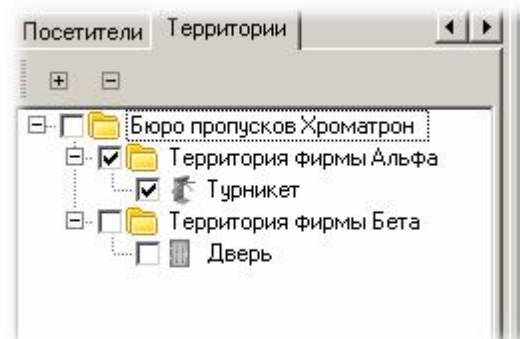 Посетители Территории
Бюро пропусков Хроматрон
Территория фирмы Альфа
Турникет
Территория фирмы Бета
Дверь